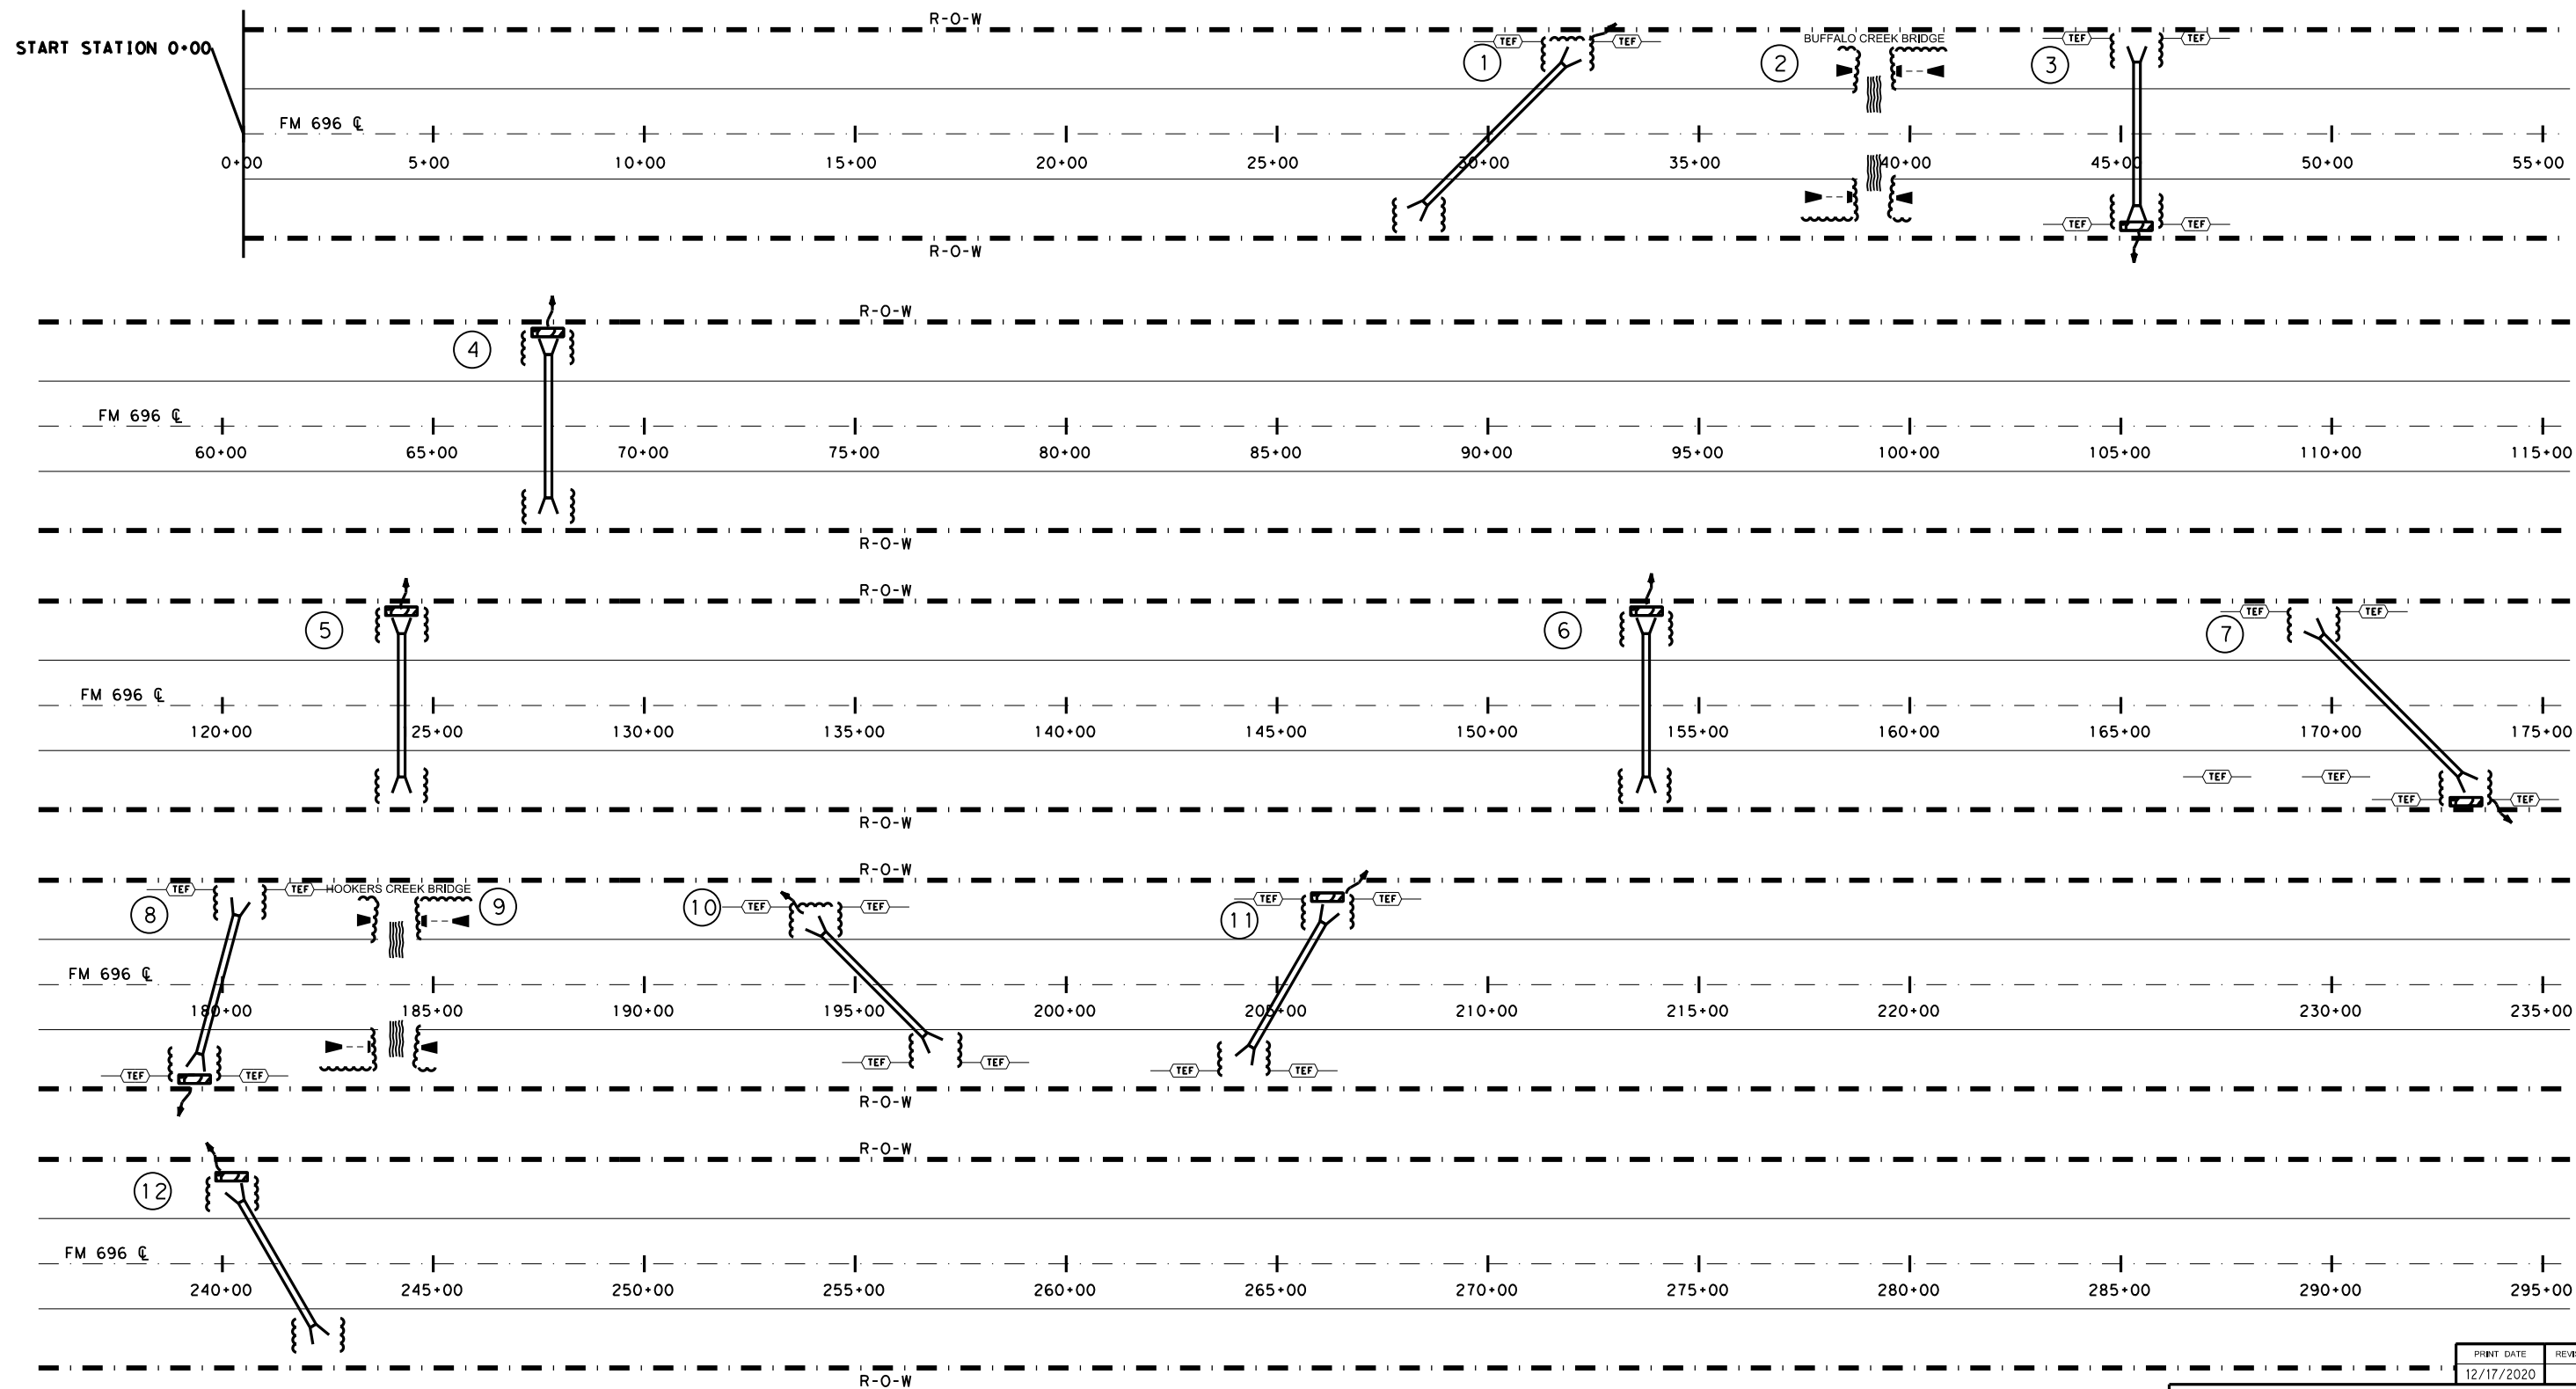 R-O-W
START STATION 0+00
TEF TEF BUFFALO CREEK BRIDGE TEF TEF
1 2 3
FM 696 ℄
0+00 5+00 10+00 15+00 20+00 25+00 30+00 35+00 40+00 45+00 50+00 55+00
TEF TEF
R-O-W
R-O-W
4
FM 696 ℄
60+00 65+00 70+00 75+00 80+00 85+00 90+00 95+00 100+00 105+00 110+00 115+00
R-O-W
R-O-W
TEF TEF
5 6 7
FM 696 ℄
120+00 25+00 130+00 135+00 140+00 145+00 150+00 155+00 160+00 165+00 170+00 175+00
TEF TEF
TEF TEF
R-O-W
R-O-W
TEF TEF HOOKERS CREEK BRIDGE TEF TEF TEF TEF
8 9 10 11
FM 696 ℄
180+00 185+00 190+00 195+00 200+00 205+00 210+00 215+00 220+00 230+00 235+00
TEF TEF TEF TEF TEF TEF
R-O-W
R-O-W
12
FM 696 ℄
240+00 245+00 250+00 255+00 260+00 265+00 270+00 275+00 280+00 285+00 290+00 295+00
R-O-W
PRINT DATE
12/17/2020